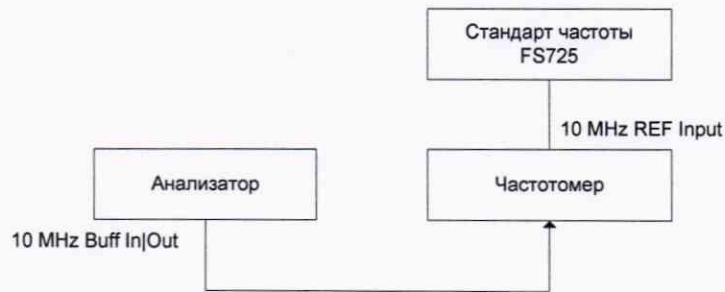 Стандарт частоты
FS725
10 MHz REF Input
Анализатор
Частотомер
10 MHz Buff In|Out